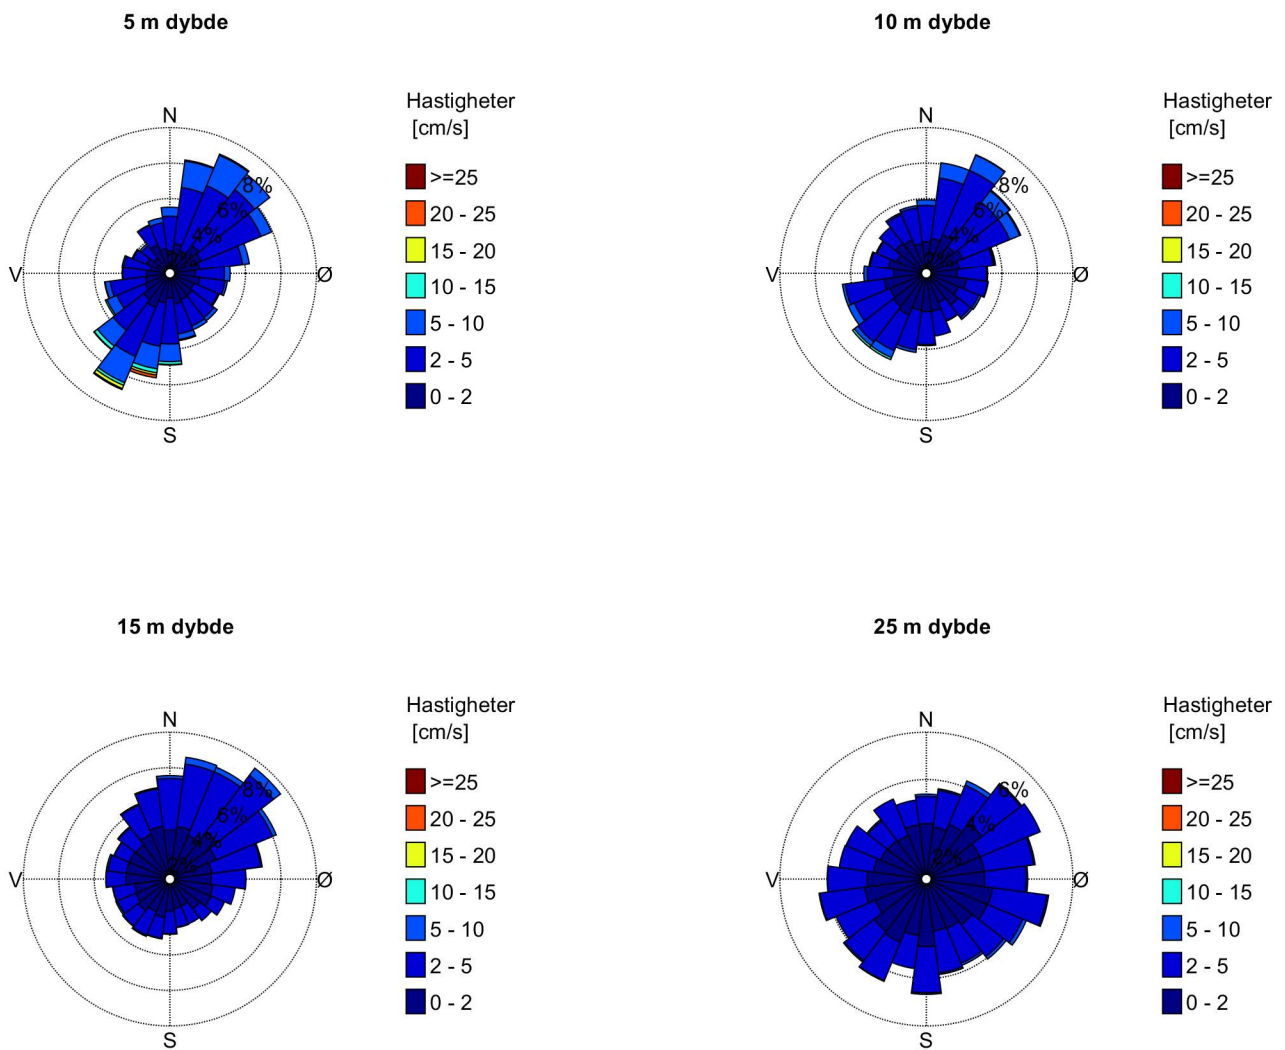 5 m dybde
Hastigheter
[cm/s]
>=25
20 - 25
15 - 20
10 - 15
5 - 10
2 - 5
0 - 2
N
8%
6%
4%
V
Ø
S
10 m dybde
Hastigheter
[cm/s]
>=25
20 - 25
15 - 20
10 - 15
5 - 10
2 - 5
0 - 2
N
8%
6%
4%
V
Ø
S
15 m dybde
Hastigheter
[cm/s]
>=25
20 - 25
15 - 20
10 - 15
5 - 10
2 - 5
0 - 2
N
8%
6%
4%
V
Ø
S
25 m dybde
Hastigheter
[cm/s]
>=25
20 - 25
15 - 20
10 - 15
5 - 10
2 - 5
0 - 2
N
6%
4%
2%
V
Ø
S